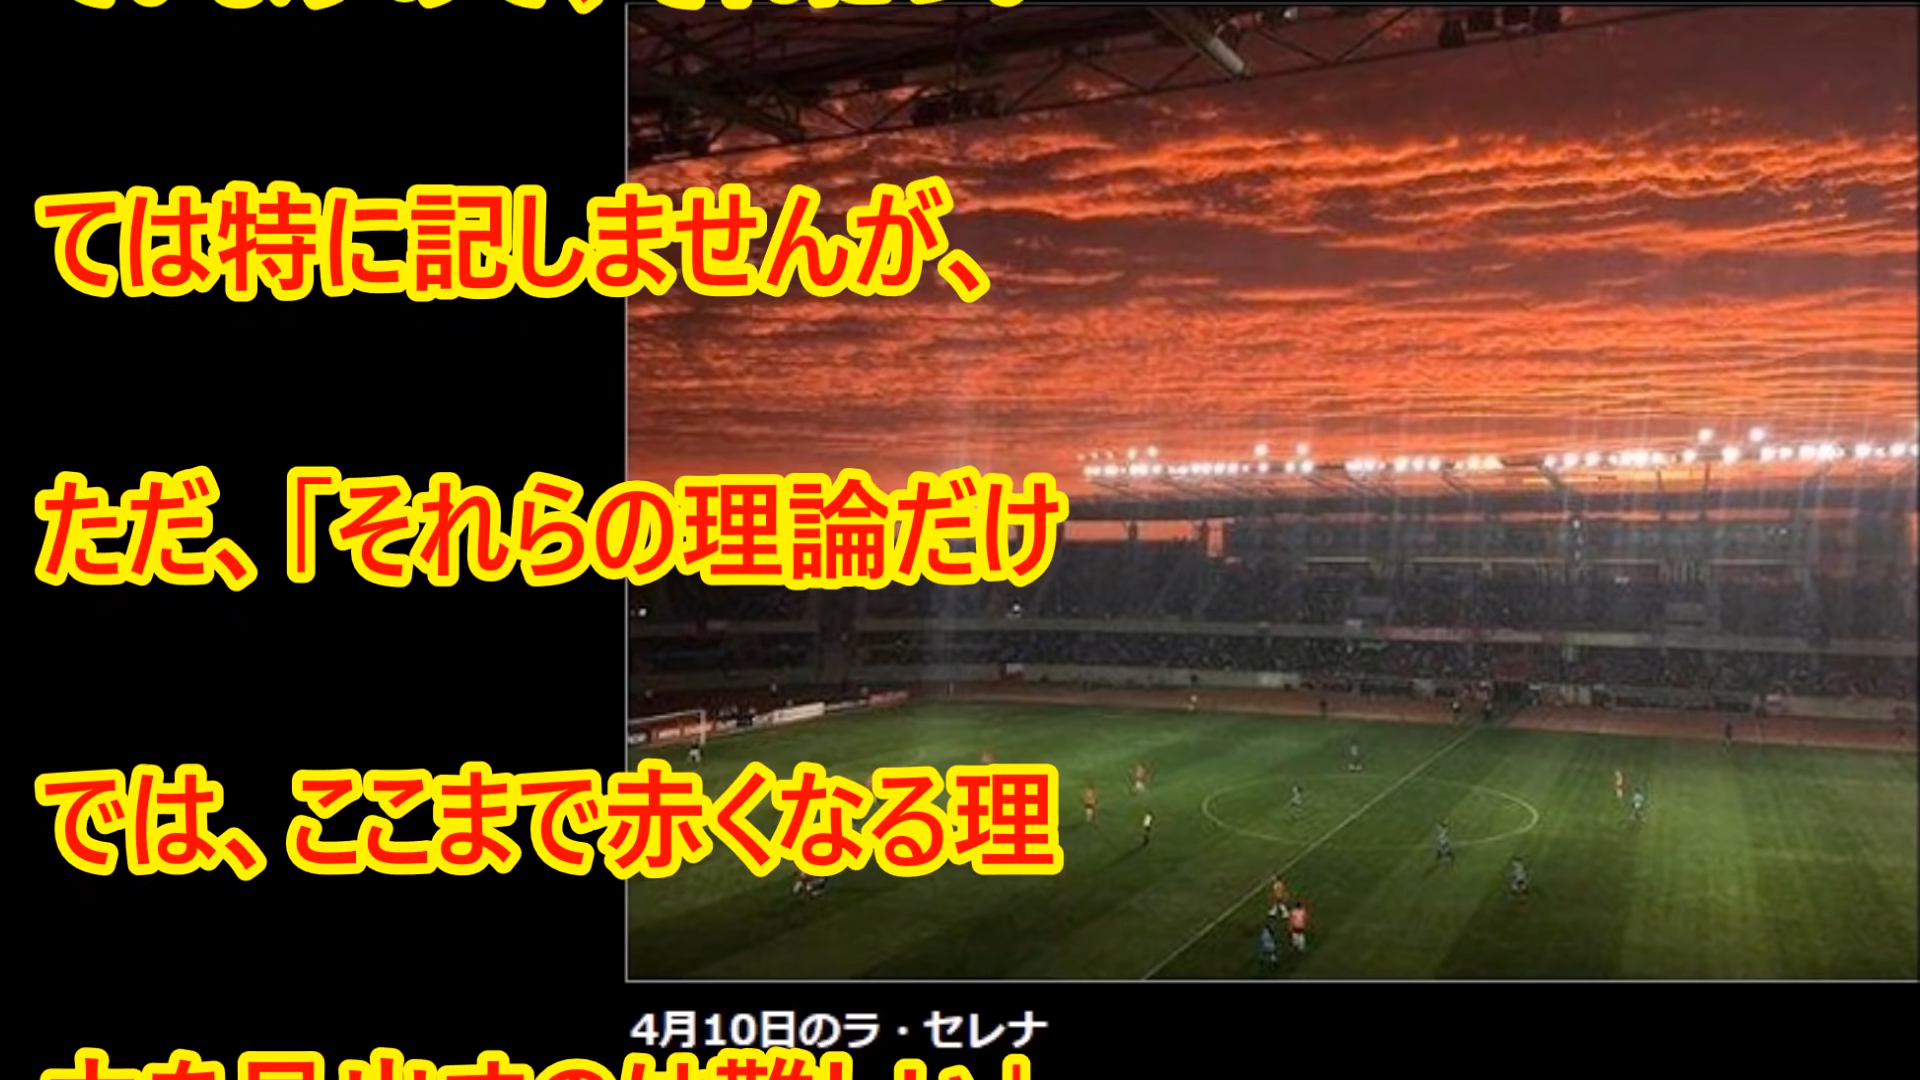 ては特に記しませんが、
ただ、「それらの理論だけ
では、ここまで赤くなる理
4月10日のラ・セレナ